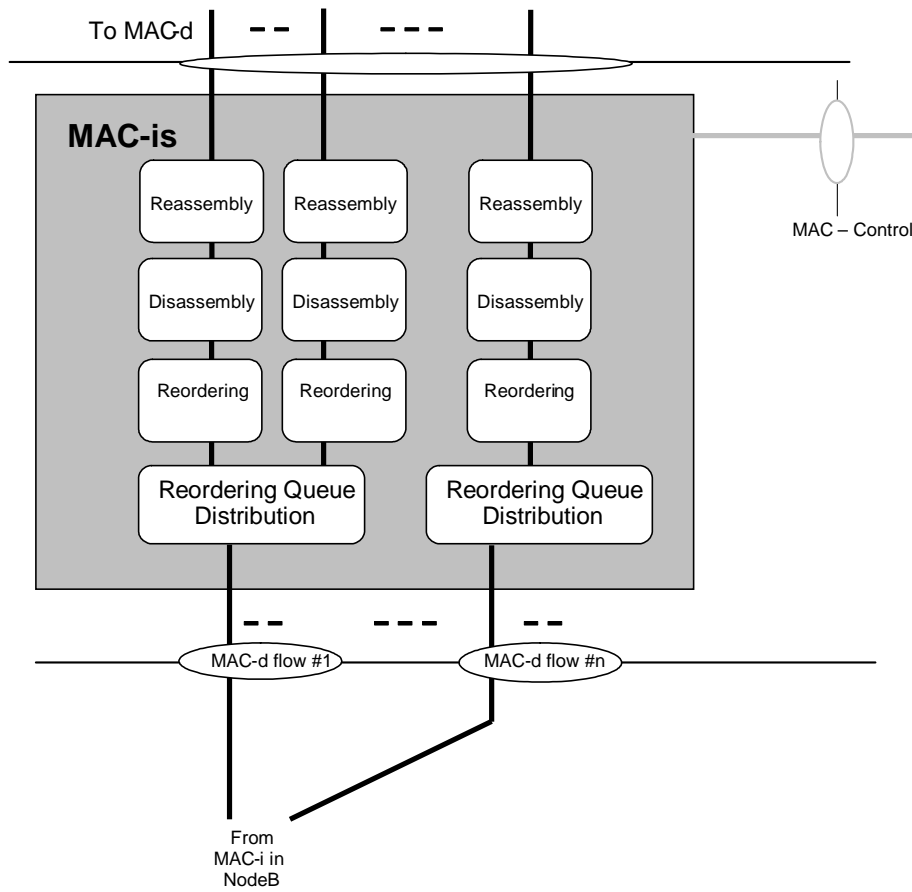 To MAC-d
MAC-is
MAC – Control
Reassembly
Reassembly
Reassembly
Disassembly
Disassembly
Disassembly
Reordering
Reordering
Reordering
Reordering Queue
Distribution
Reordering Queue
Distribution
MAC-d flow #1
MAC-d flow #n
From
MAC-i in
NodeB